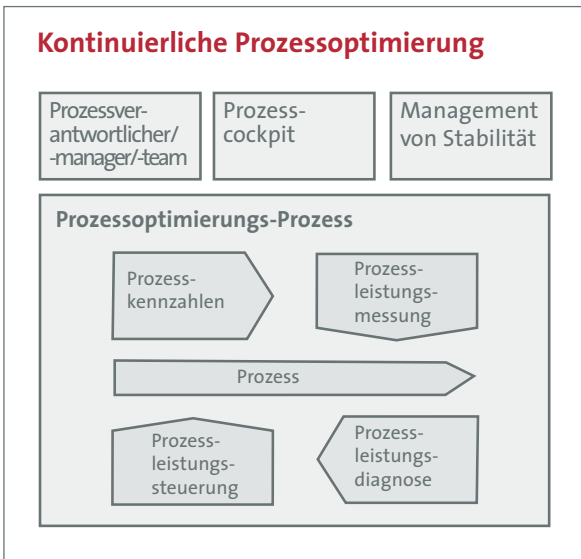 Kontinuierliche Prozessoptimierung
Prozessver-
antwortlicher/
-manager/-team
Prozess-
cockpit
Management
von Stabilität
Prozessoptimierungs-Prozess
Prozess-
kennzahlen
Prozess-
leistungs-
messung
Prozess
Prozess-
leistungs-
steuerung
Prozess-
leistungs-
diagnose